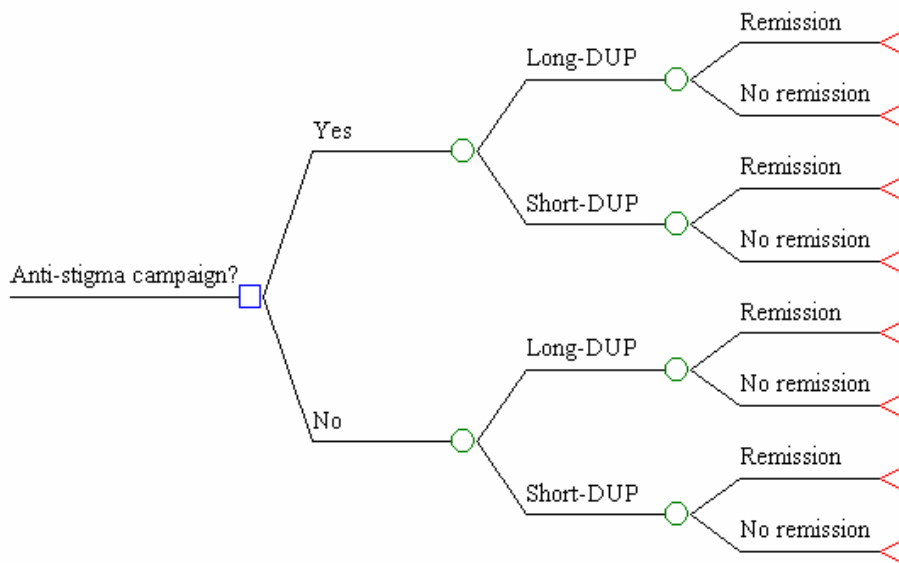 Remission
Long-DUP
No remission
Yes
Remission
Short-DUP
No remission
Anti-stigma campaign?
Remission
Long-DUP
No remission
No
Remission
Short-DUP
No remission